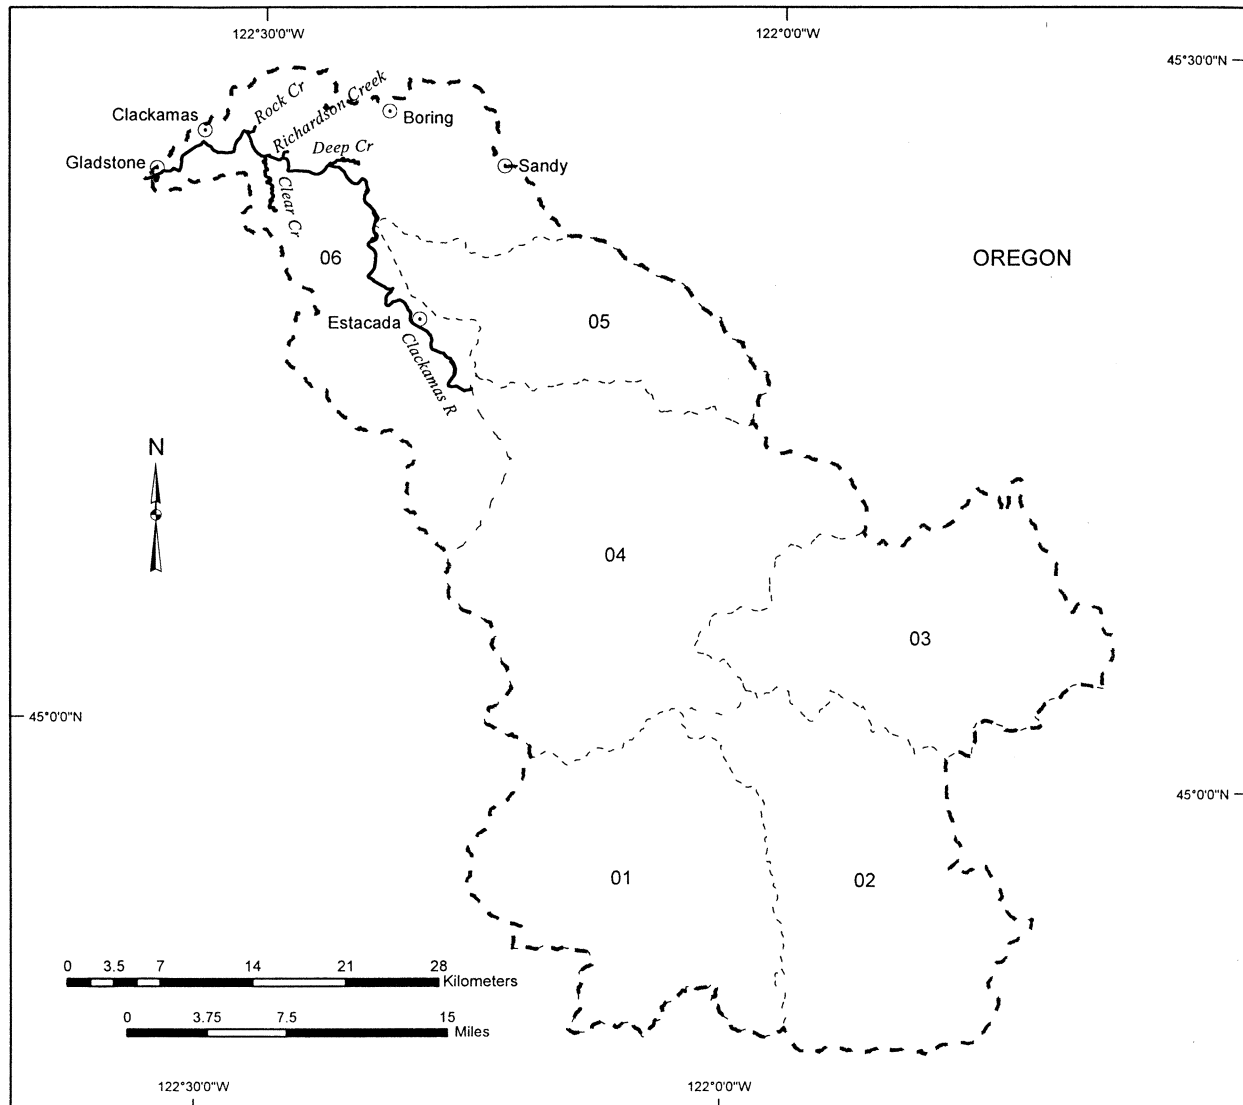 122°30'0"W
122°0'0"W
45°30'0"N
Clackamas
Rock Cr
Richardson Creek
Boring
Gladstone
Deep Cr
Sandy
Clear Cr
06
OREGON
05
Estacada
Clackamas R
N
04
03
45°0'0"N
45°0'0"N
01
02
0 3.5 7 14 21 28
Kilometers
0 3.75 7.5 15
Miles
122°30'0"W
122°0'0"W